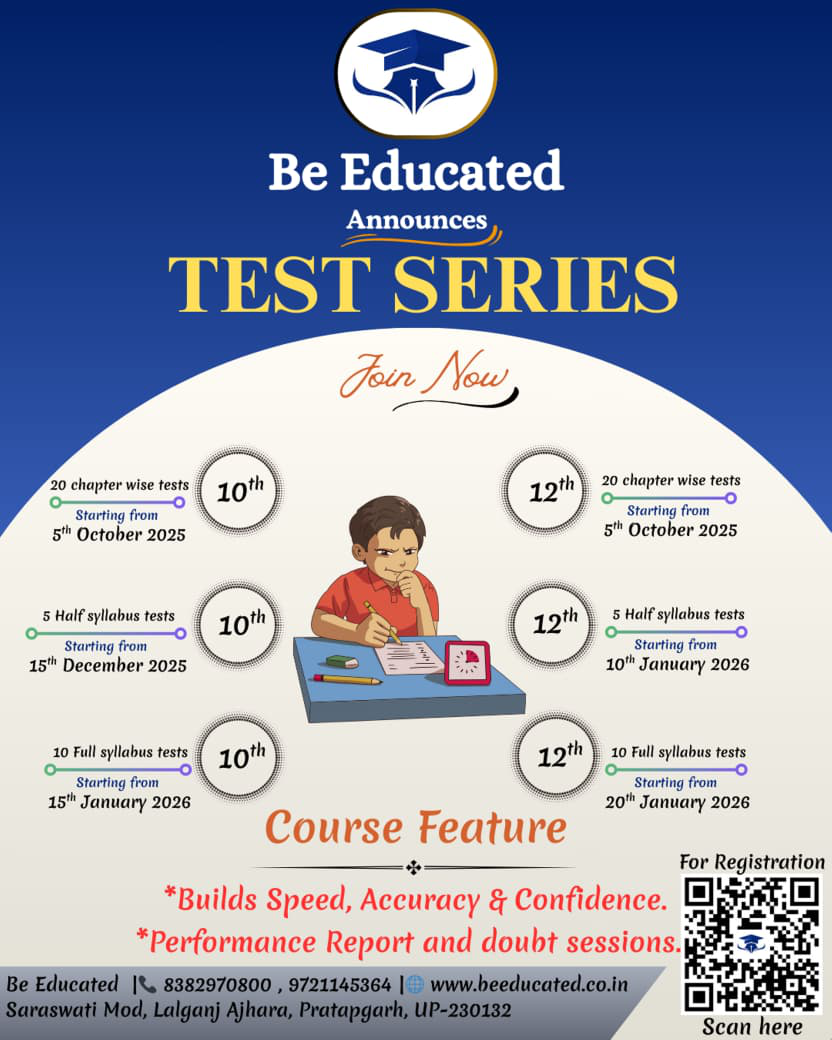 Be Educated
Announces
TEST SERIES
Join Now
20 chapter wise tests
Starting from
5th October 2025
10th
12th
20 chapter wise tests
Starting from
5th October 2025
5 Half syllabus tests
Starting from
15th December 2025
10th
12th
5 Half syllabus tests
Starting from
10th January 2026
10 Full syllabus tests
Starting from
15th January 2026
10th
12th
10 Full syllabus tests
Starting from
20th January 2026
Course Feature
*Builds Speed, Accuracy & Confidence.
*Performance Report and doubt sessions.
For Registration
Scan here
Be Educated |📞 8382970800 , 9721145364 |🌐 www.beeducated.co.in
Saraswati Mod, Lalganj Ajhara, Pratapgarh, UP-230132